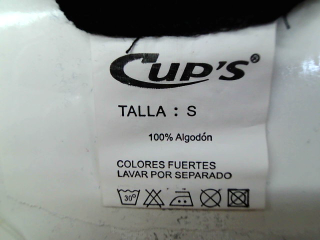 CUP'S®
TALLA : S
100% Algodón
COLORES FUERTES
LAVAR POR SEPARADO
30°